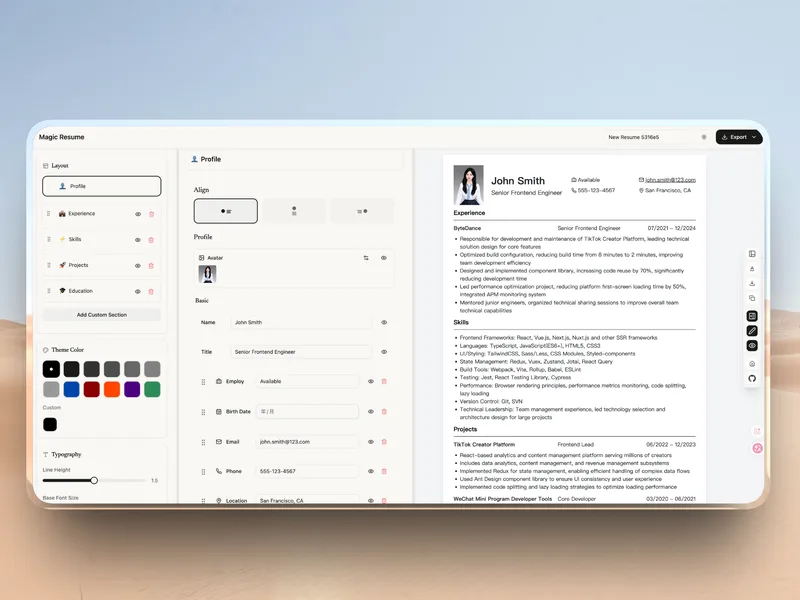 Magic Resume
New Resume 5316e5
Export
Layout
Profile
Experience
Skills
Projects
Education
Add Custom Section
Theme Color
Custom
Typography
Line Height
1.5
Base Font Size
Profile
Align
Profile
Avatar
Basic
Name
John Smith
Title
Senior Frontend Engineer
Employ
Available
Birth Date
年/月
Email
john.smith@123.com
Phone
555-123-4567
Location
San Francisco, CA
John Smith
Senior Frontend Engineer
Available
john.smith@123.com
555-123-4567
San Francisco, CA
Experience
ByteDance Senior Frontend Engineer 07/2021 – 12/2024
• Responsible for development and maintenance of TikTok Creator Platform, leading technical
solution design for core features
• Optimized build configuration, reducing build time from 8 minutes to 2 minutes, improving
team development efficiency
• Designed and implemented component library, increasing code reuse by 70%, significantly
reducing development time
• Led performance optimization project, reducing platform first-screen loading time by 50%,
integrated APM monitoring system
• Mentored junior engineers, organized technical sharing sessions to improve overall team
technical capabilities
Skills
• Frontend Frameworks: React, Vue.js, Next.js, Nuxt.js and other SSR frameworks
• Languages: TypeScript, JavaScript(ES6+), HTML5, CSS3
• UI/Styling: TailwindCSS, Sass/Less, CSS Modules, Styled-components
• State Management: Redux, Vuex, Zustand, Jotai, React Query
• Build Tools: Webpack, Vite, Rollup, Babel, ESLint
• Testing: Jest, React Testing Library, Cypress
• Performance: Browser rendering principles, performance metrics monitoring, code splitting,
lazy loading
• Version Control: Git, SVN
• Technical Leadership: Team management experience, led technology selection and
architecture design for large projects
Projects
TikTok Creator Platform Frontend Lead 06/2022 – 12/2023
• React-based analytics and content management platform serving millions of creators
• Includes data analytics, content management, and revenue management subsystems
• Implemented Redux for state management, enabling efficient handling of complex data flows
• Used Ant Design component library to ensure UI consistency and user experience
• Implemented code splitting and lazy loading strategies to optimize loading performance
WeChat Mini Program Developer Tools Core Developer 03/2020 – 06/2021